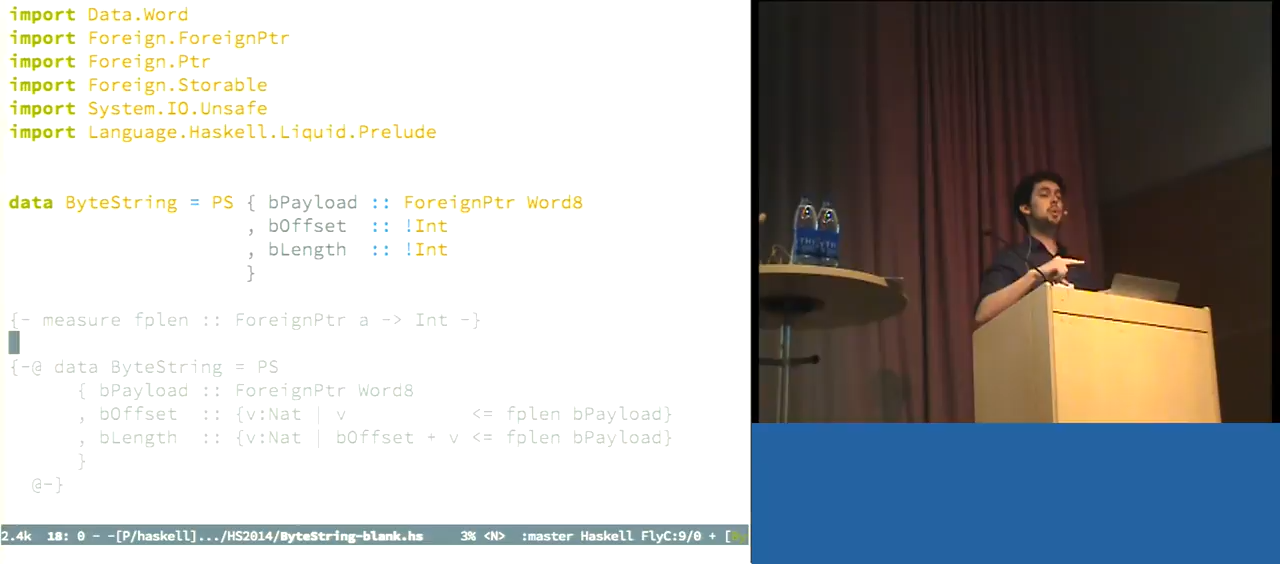 import Data.Word
import Foreign.ForeignPtr
import Foreign.Ptr
import Foreign.Storable
import System.IO.Unsafe
import Language.Haskell.Liquid.Prelude
data ByteString = PS { bPayload :: ForeignPtr Word8
, bOffset :: !Int
, bLength :: !Int
}
{- measure fplen :: ForeignPtr a -> Int -}
{-@ data ByteString = PS
{ bPayload :: ForeignPtr Word8
, bOffset :: {v:Nat | v <= fplen bPayload}
, bLength :: {v:Nat | bOffset + v <= fplen bPayload}
}
@-}
2.4k 18: 0 - -[P/haskell].../HS2014/ByteString-blank.hs 3% <N> :master Haskell FlyC:9/0 + [